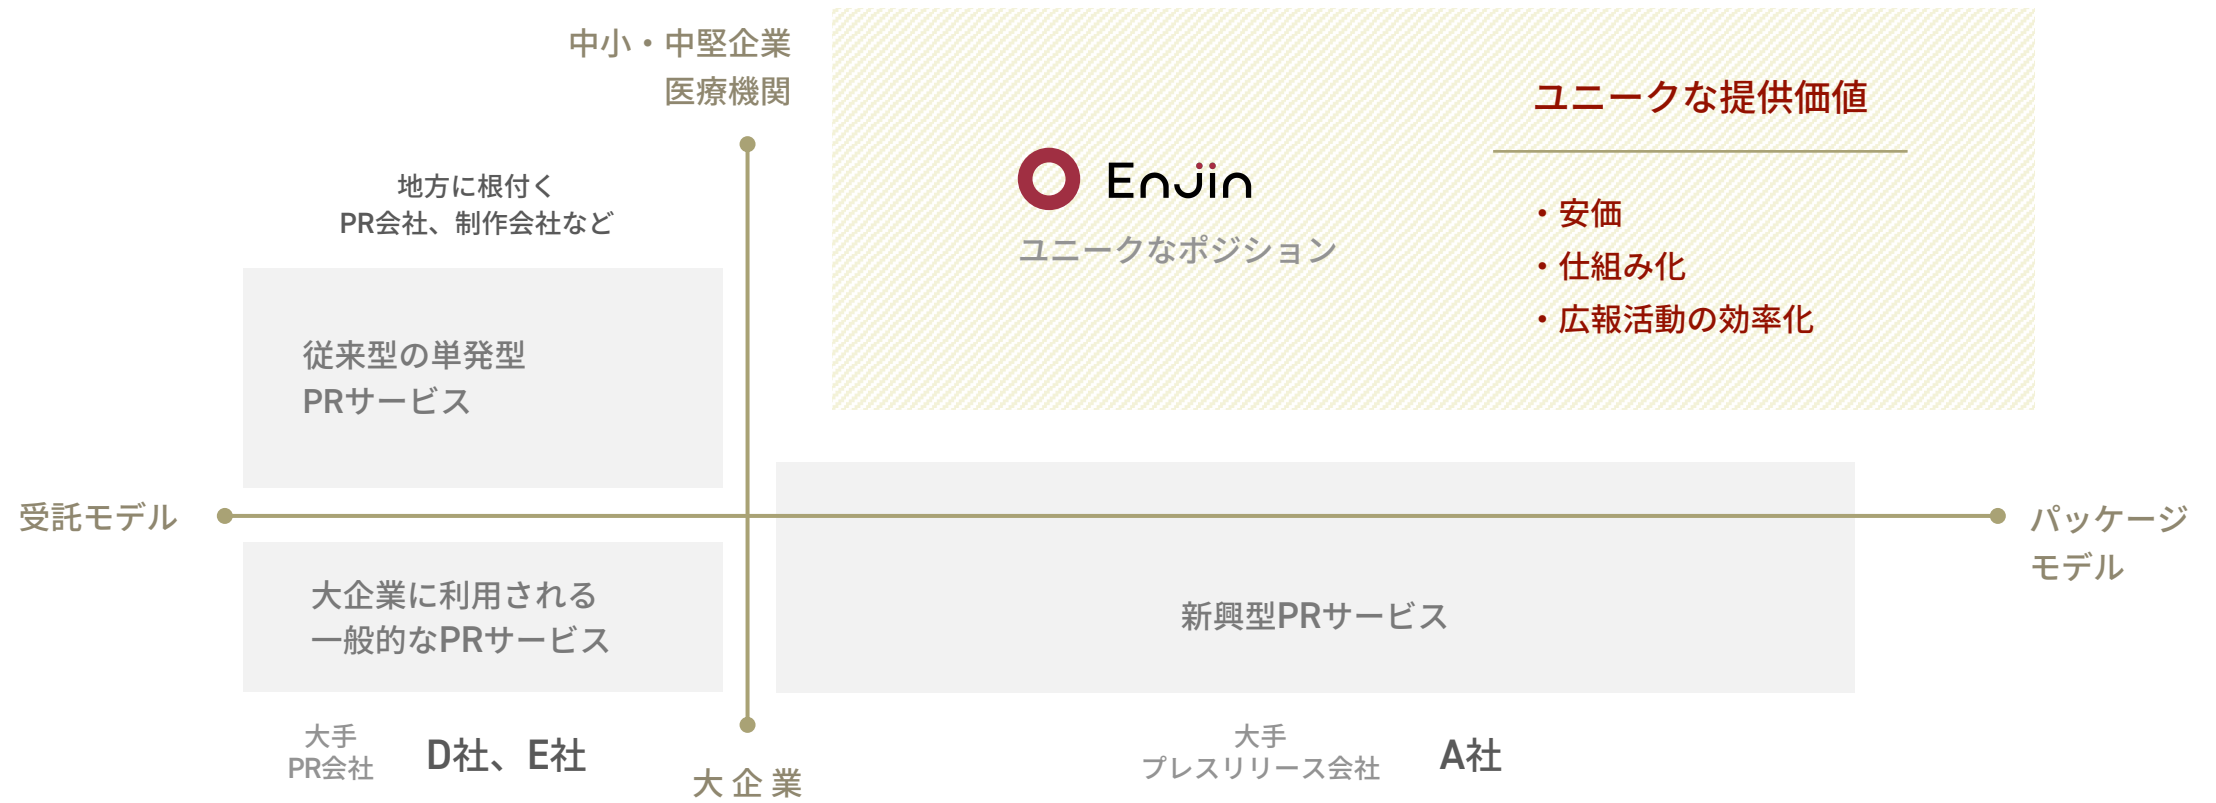 中小・中堅企業
医療機関
ユニークな提供価値
地方に根付く
PR会社、制作会社など
Enjin
ユニークなポジション
・安価
・仕組み化
・広報活動の効率化
従来型の単発型
PRサービス
受託モデル
パッケージ
モデル
大企業に利用される
一般的なPRサービス
新興型PRサービス
大手
PR会社
D社、E社
大企業
大手
プレスリリース会社
A社